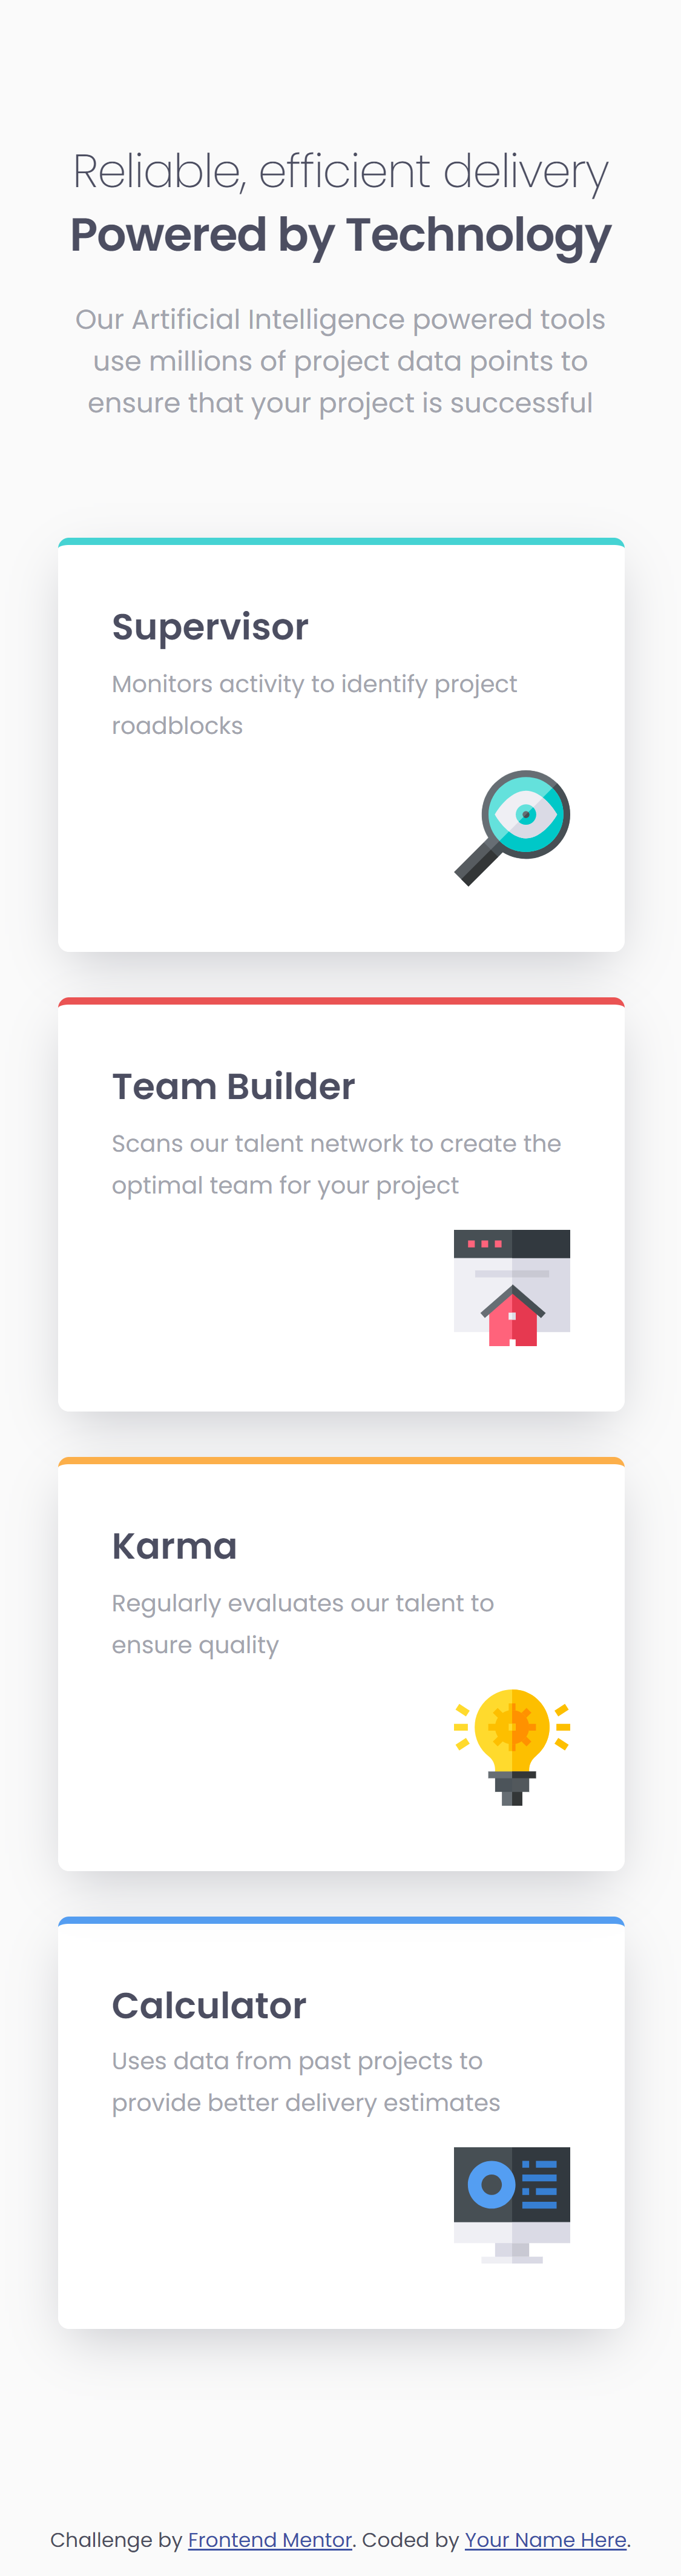 Reliable, efficient delivery
Powered by Technology
Our Artificial Intelligence powered tools
use millions of project data points to
ensure that your project is successful
Supervisor
Monitors activity to identify project
roadblocks
Team Builder
Scans our talent network to create the
optimal team for your project
Karma
Regularly evaluates our talent to
ensure quality
Calculator
Uses data from past projects to
provide better delivery estimates
Challenge by Frontend Mentor. Coded by Your Name Here.